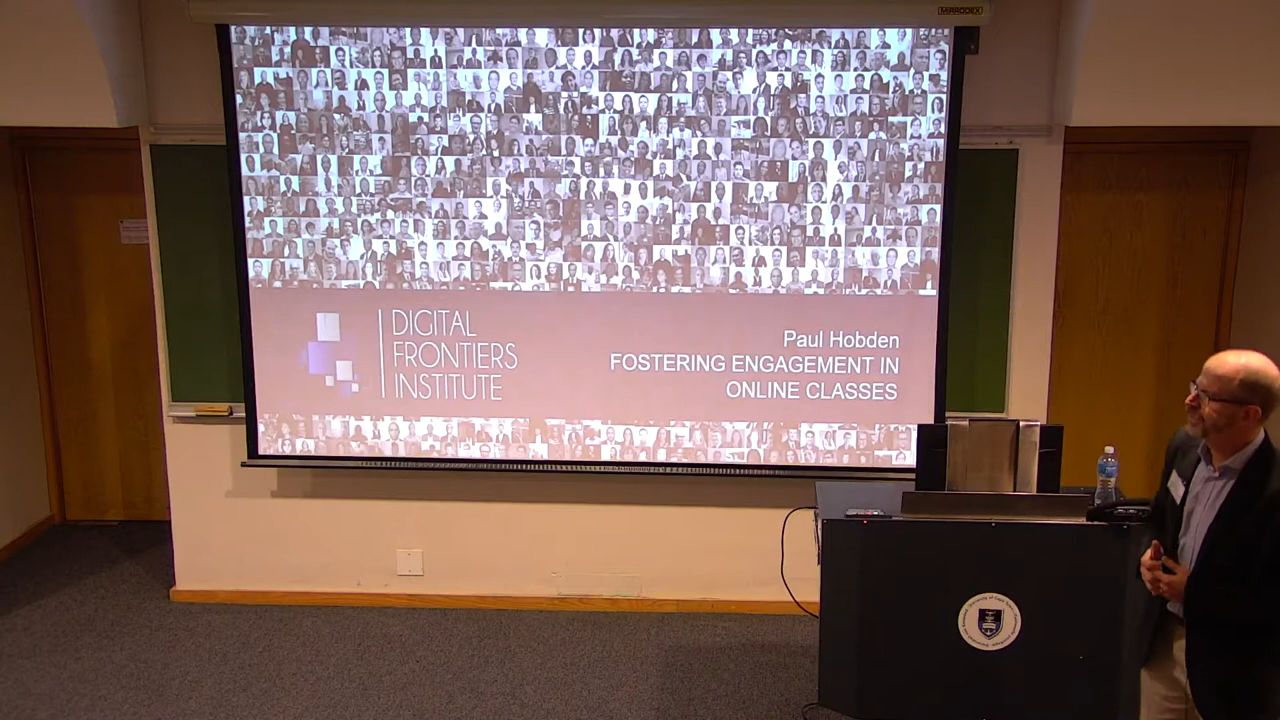 MIRRODEX
DIGITAL
FRONTIERS
INSTITUTE
Paul Hobden
FOSTERING ENGAGEMENT IN
ONLINE CLASSES